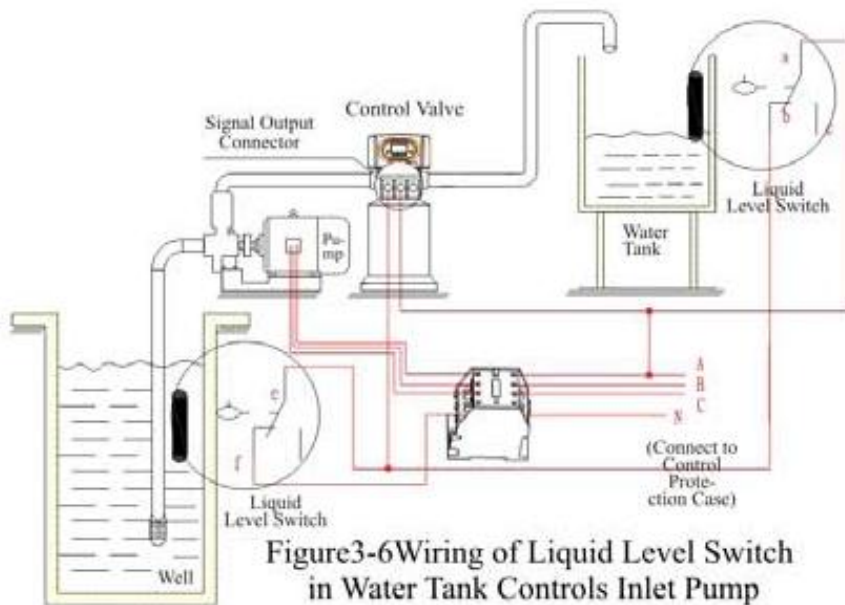 Control Valve
Signal Output
Connector
a
b
c
Liquid
Level Switch
Water
Tank
Pu-
mp
A
B
C
N
(Connect to
Control
Prote-
ction Case)
e
f
Liquid
Level Switch
Well
Figure3-6Wiring of Liquid Level Switch
in Water Tank Controls Inlet Pump